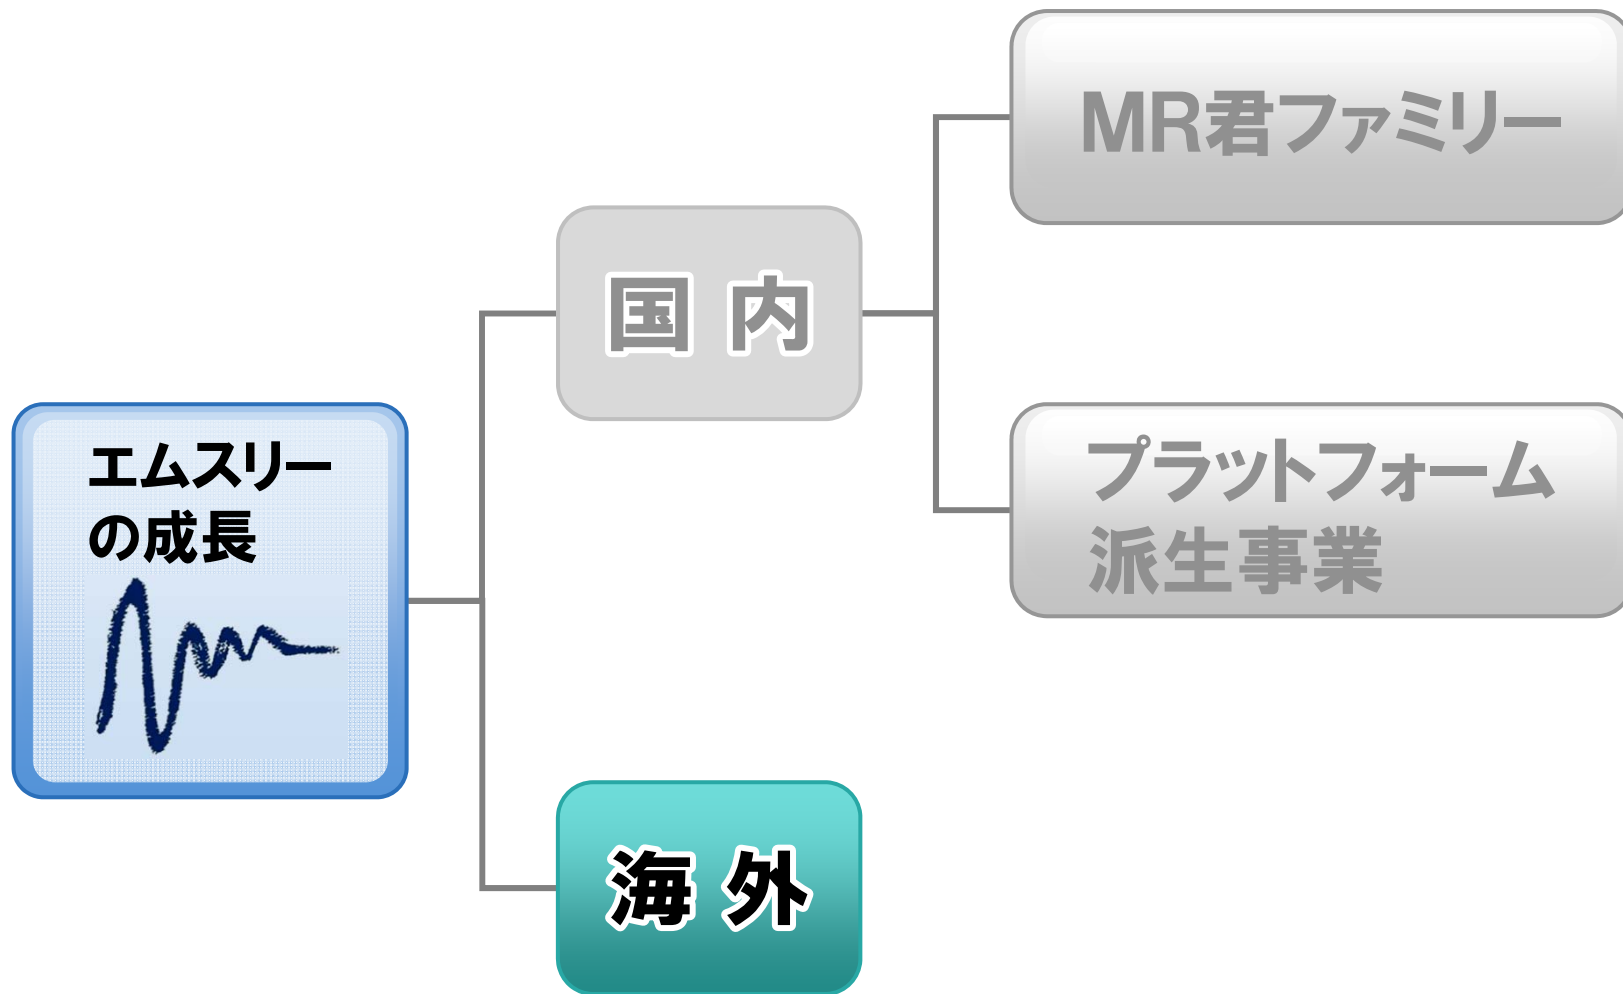 MR君ファミリー
国 内
エムスリー
の成長
プラットフォーム
派生事業
海 外